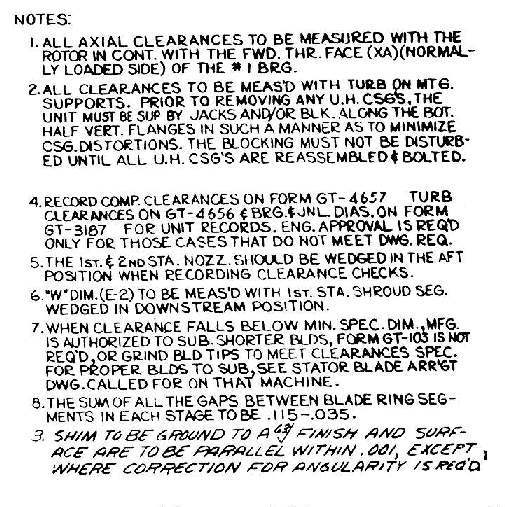 NOTES:
1. ALL AXIAL CLEARANCES TO BE MEASURED WITH THE
ROTOR IN CONT. WITH THE FWD. THR. FACE (XA)(NORMAL-
LY LOADED SIDE) OF THE #1 BRG.
2. ALL CLEARANCES TO BE MEAS'D WITH TURB ON MTG.
SUPPORTS. PRIOR TO REMOVING ANY U.H. CSG'S, THE
UNIT MUST BE SUP BY JACKS AND/OR BLK. ALONG THE BOT.
HALF VERT. FLANGES IN SUCH A MANNER AS TO MINIMIZE
CSG. DISTORTIONS. THE BLOCKING MUST NOT BE DISTURB-
ED UNTIL ALL U.H. CSG'S ARE REASSEMBLED & BOLTED.
4. RECORD COMP. CLEARANCES ON FORM GT-4657 TURB
CLEARANCES ON GT-4656 & BRG. & JNL. DIAS. ON FORM
GT-3187 FOR UNIT RECORDS. ENG. APPROVAL IS REQ'D
ONLY FOR THOSE CASES THAT DO NOT MEET DWG. REQ.
5. THE 1ST. & 2ND STA. NOZZ. SHOULD BE WEDGED IN THE AFT
POSITION WHEN RECORDING CLEARANCE CHECKS.
6. "W" DIM. (E-2) TO BE MEAS'D WITH 1ST. STA. SHROUD SEG.
WEDGED IN DOWNSTREAM POSITION.
7. WHEN CLEARANCE FALLS BELOW MIN. SPEC. DIM., MFG.
IS AUTHORIZED TO SUB. SHORTER BLDS, FORM GT-103 IS NOT
REQ'D, OR GRIND BLD TIPS TO MEET CLEARANCES SPEC.
FOR PROPER BLDS TO SUB, SEE STATOR BLADE ARR'GT
DWG. CALLED FOR ON THAT MACHINE.
8. THE SUM OF ALL THE GAPS BETWEEN BLADE RING SEG-
MENTS IN EACH STAGE TO BE .115-.035.
3. SHIM TO BE GROUND TO A 63 FINISH AND SURF-
ACE ARE TO BE PARALLEL WITHIN .001, EXCEPT,
WHERE CORRECTION FOR ANGULARITY IS REQ'D